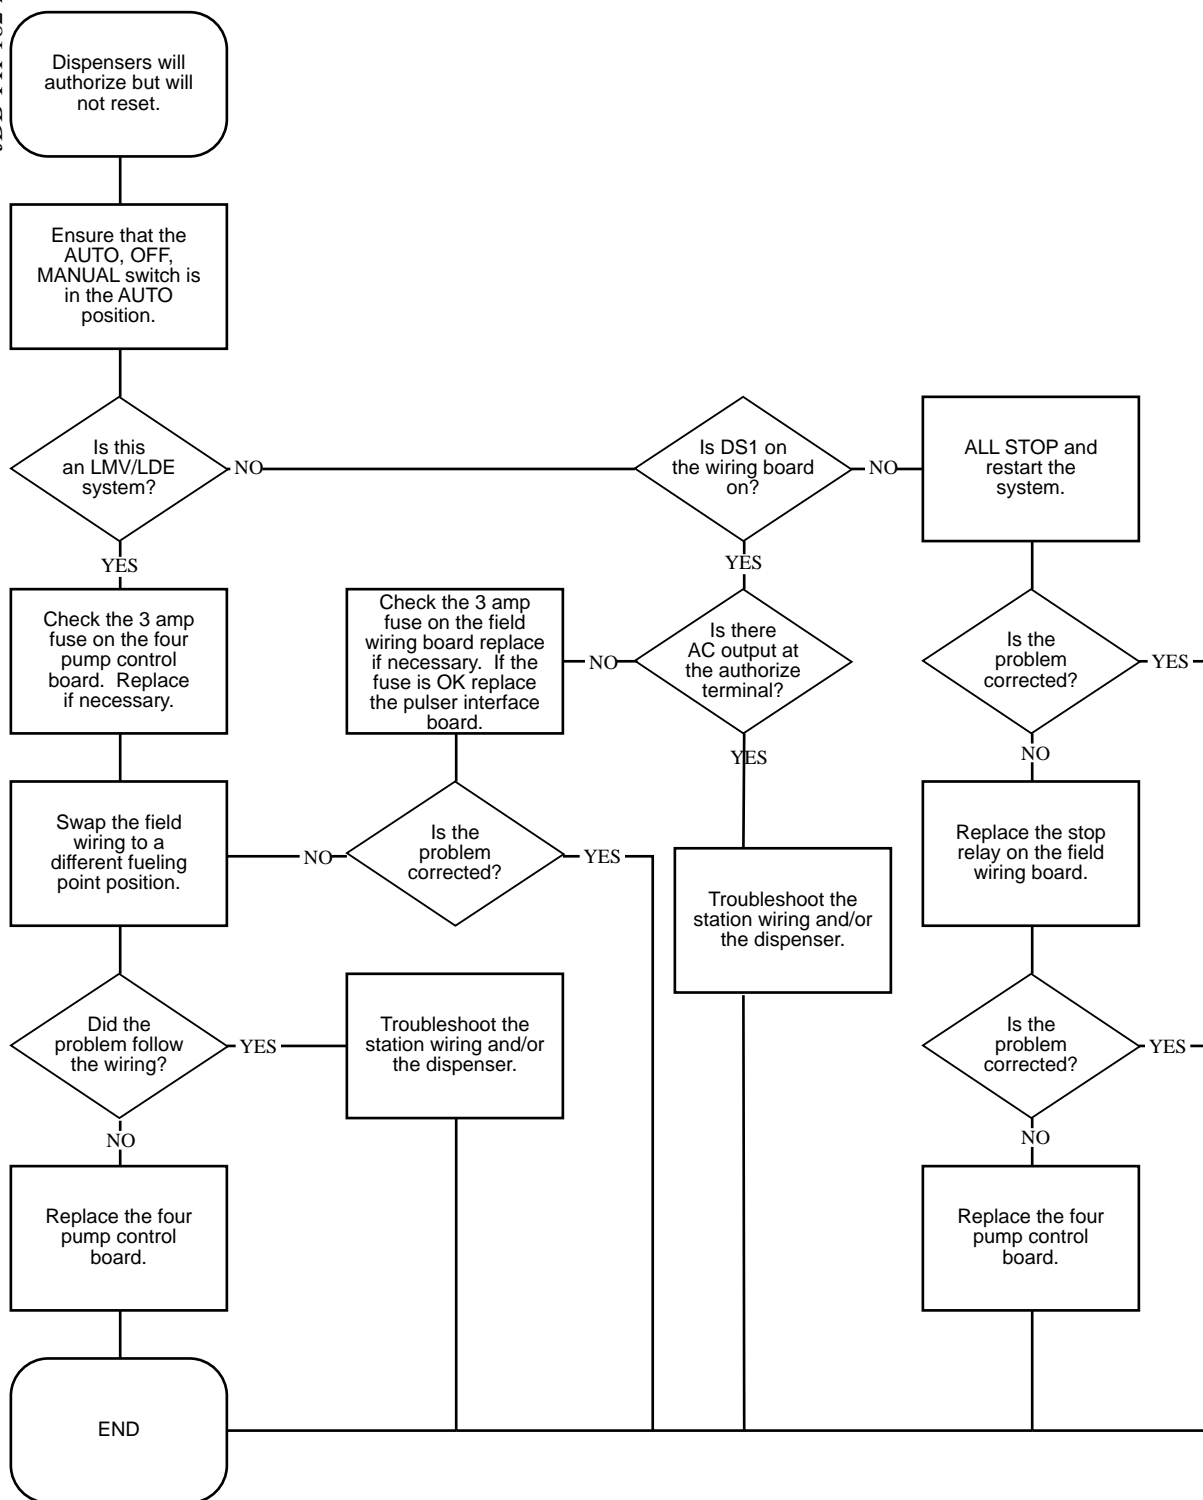 Dispensers will
authorize but will
not reset.
Ensure that the
AUTO, OFF,
MANUAL switch is
in the AUTO
position.
Is this
an LMV/LDE
system?
NO
Is DS1 on
the wiring board
on?
NO
ALL STOP and
restart the
system.
YES
YES
Check the 3 amp
fuse on the four
pump control
board.  Replace
if necessary.
Check the 3 amp
fuse on the field
wiring board replace
if necessary.  If the
fuse is OK replace
the pulser interface
board.
NO
Is there
AC output at
the authorize
terminal?
Is the
problem
corrected?
YES
YES
NO
Swap the field
wiring to a
different fueling
point position.
NO
Is the
problem
corrected?
YES
Troubleshoot the
station wiring and/or
the dispenser.
Replace the stop
relay on the field
wiring board.
Did the
problem follow
the wiring?
YES
Troubleshoot the
station wiring and/or
the dispenser.
Is the
problem
corrected?
YES
NO
NO
Replace the four
pump control
board.
Replace the four
pump control
board.
END